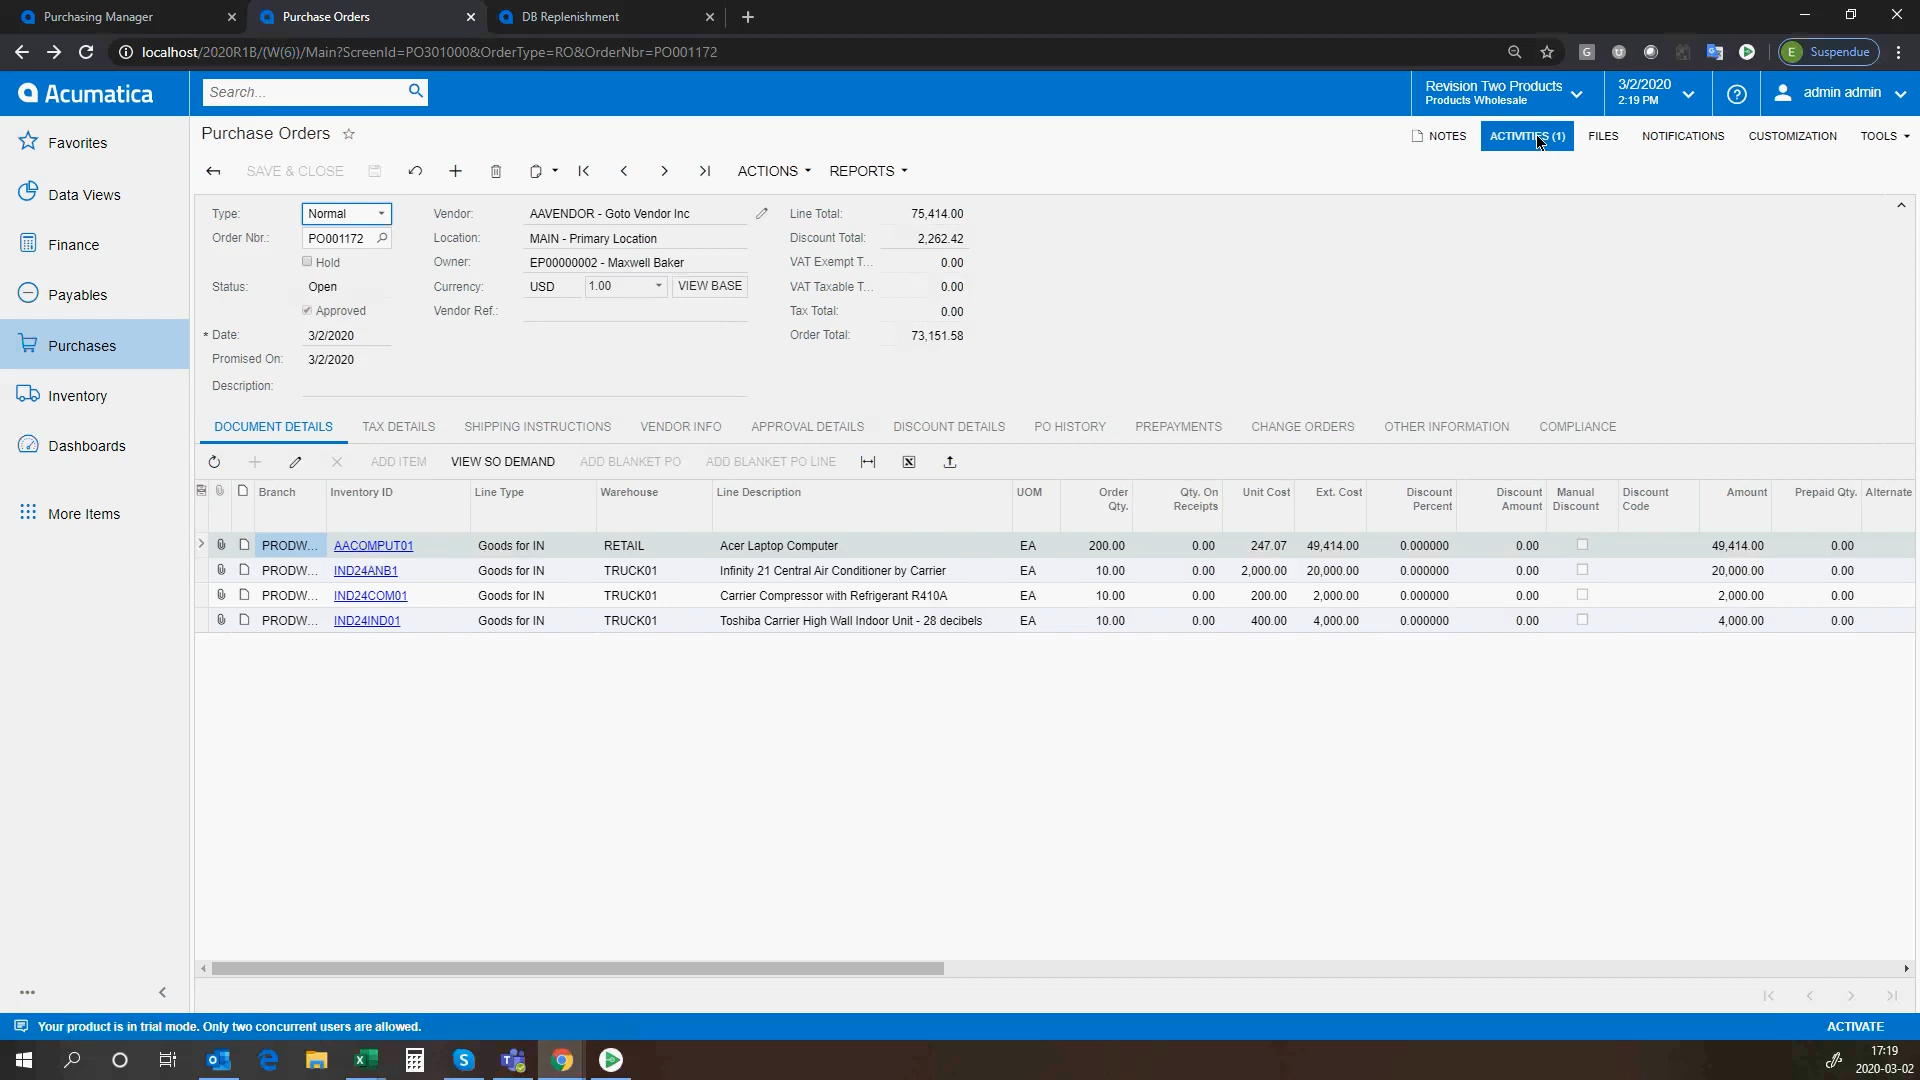 Purchasing Manager
Purchase Orders
DB Replenishment
localhost/2020R1B/(W(6))/Main?ScreenId=PO301000&OrderType=RO&OrderNbr=PO001172
E Suspendue
Acumatica
Search...
Revision Two Products
Products Wholesale
3/2/2020
2:19 PM
admin admin
Favorites
Data Views
Finance
Payables
Purchases
Inventory
Dashboards
More Items
Purchase Orders
NOTES ACTIVITIES (1) FILES NOTIFICATIONS CUSTOMIZATION TOOLS
SAVE & CLOSE ACTIONS REPORTS
Type: Normal Vendor: AAVENDOR - Goto Vendor Inc Line Total: 75,414.00
Order Nbr.: PO001172 Location: MAIN - Primary Location Discount Total: 2,262.42
Hold Owner: EP00000002 - Maxwell Baker VAT Exempt T... 0.00
Status: Open Currency: USD 1.00 VIEW BASE VAT Taxable T... 0.00
Approved Vendor Ref.: Tax Total: 0.00
* Date: 3/2/2020 Order Total: 73,151.58
Promised On: 3/2/2020
Description:
DOCUMENT DETAILS TAX DETAILS SHIPPING INSTRUCTIONS VENDOR INFO APPROVAL DETAILS DISCOUNT DETAILS PO HISTORY PREPAYMENTS CHANGE ORDERS OTHER INFORMATION COMPLIANCE
ADD ITEM VIEW SO DEMAND ADD BLANKET PO ADD BLANKET PO LINE
Branch Inventory ID Line Type Warehouse Line Description UOM Order Qty. Qty. On Receipts Unit Cost Ext. Cost Discount Percent Discount Amount Manual Discount Discount Code Amount Prepaid Qty. Alternate
PRODW... AACOMPUT01 Goods for IN RETAIL Acer Laptop Computer EA 200.00 0.00 247.07 49,414.00 0.000000 0.00 49,414.00 0.00
PRODW... IND24ANB1 Goods for IN TRUCK01 Infinity 21 Central Air Conditioner by Carrier EA 10.00 0.00 2,000.00 20,000.00 0.000000 0.00 20,000.00 0.00
PRODW... IND24COM01 Goods for IN TRUCK01 Carrier Compressor with Refrigerant R410A EA 10.00 0.00 200.00 2,000.00 0.000000 0.00 2,000.00 0.00
PRODW... IND24IND01 Goods for IN TRUCK01 Toshiba Carrier High Wall Indoor Unit - 28 decibels EA 10.00 0.00 400.00 4,000.00 0.000000 0.00 4,000.00 0.00
Your product is in trial mode. Only two concurrent users are allowed.
ACTIVATE
17:19
2020-03-02